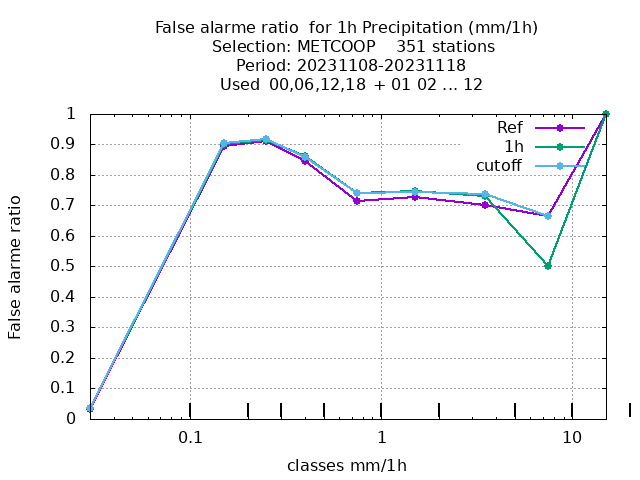 False alarme ratio  for 1h Precipitation (mm/1h)
Selection: METCOOP    351 stations
Period: 20231108-20231118
Used  00,06,12,18  + 01 02 ... 12
Ref
1h
cutoff
1
0.9
0.8
0.7
0.6
0.5
0.4
0.3
0.2
0.1
0
False alarme ratio
0.1 1 10
classes mm/1h